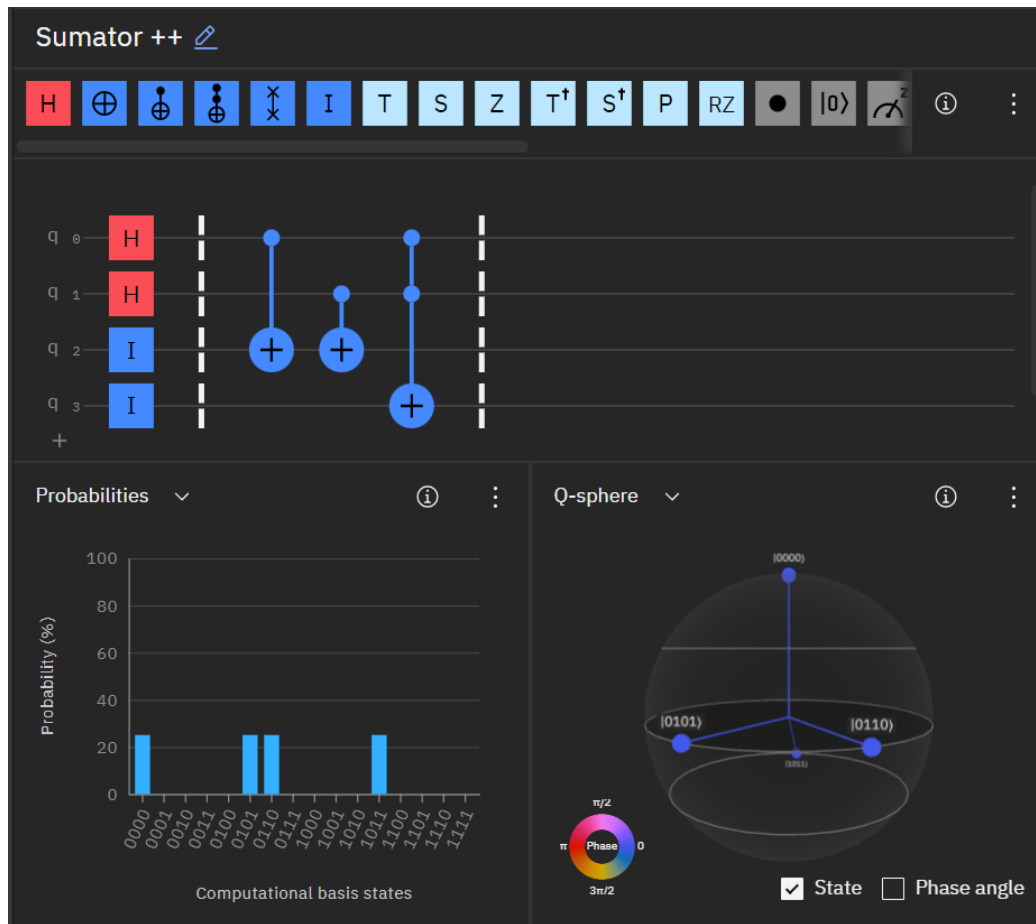 Sumator ++
H T S Z T† S† P RZ |0⟩ z
I
q 0 H
q 1 H
q 2 I
q 3 I
+
Probabilities
Q-sphere
100
80
60
40
20
0
Probability (%)
0000 0001 0010 0011 0100 0101 0110 0111 1000 1001 1010 1011 1100 1101 1110 1111
Computational basis states
|0000⟩
|0101⟩
|0110⟩
|1011⟩
π/2
π Phase 0
3π/2
State Phase angle